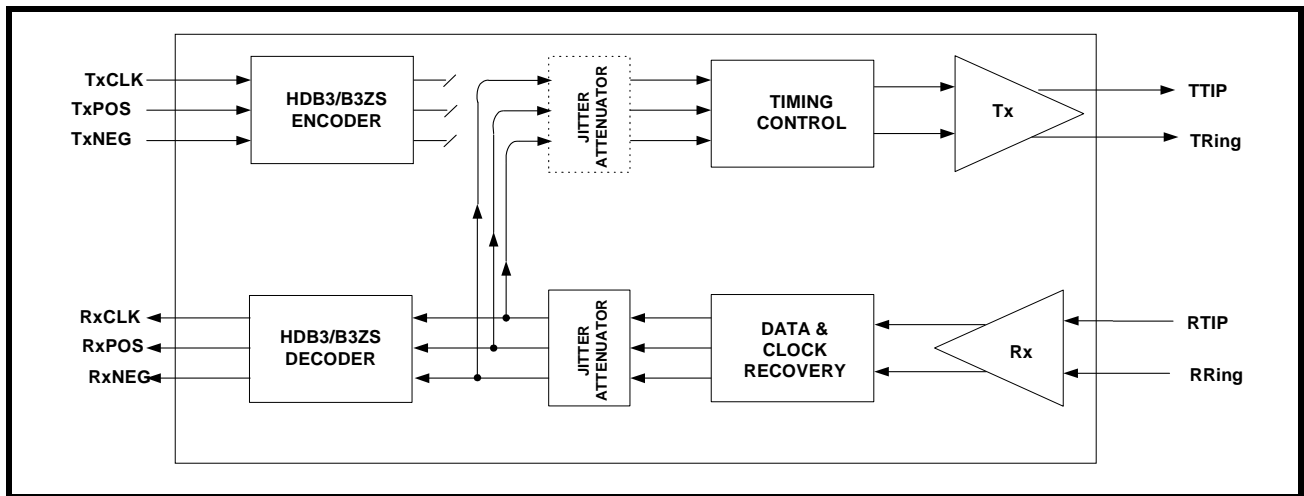 TxCLK
TxPOS
TxNEG
HDB3/B3ZS
ENCODER
JITTER
ATTENUATOR
TIMING
CONTROL
Tx
TTIP
TRing
RxCLK
RxPOS
RxNEG
HDB3/B3ZS
DECODER
JITTER
ATTENUATOR
DATA &
CLOCK
RECOVERY
Rx
RTIP
RRing